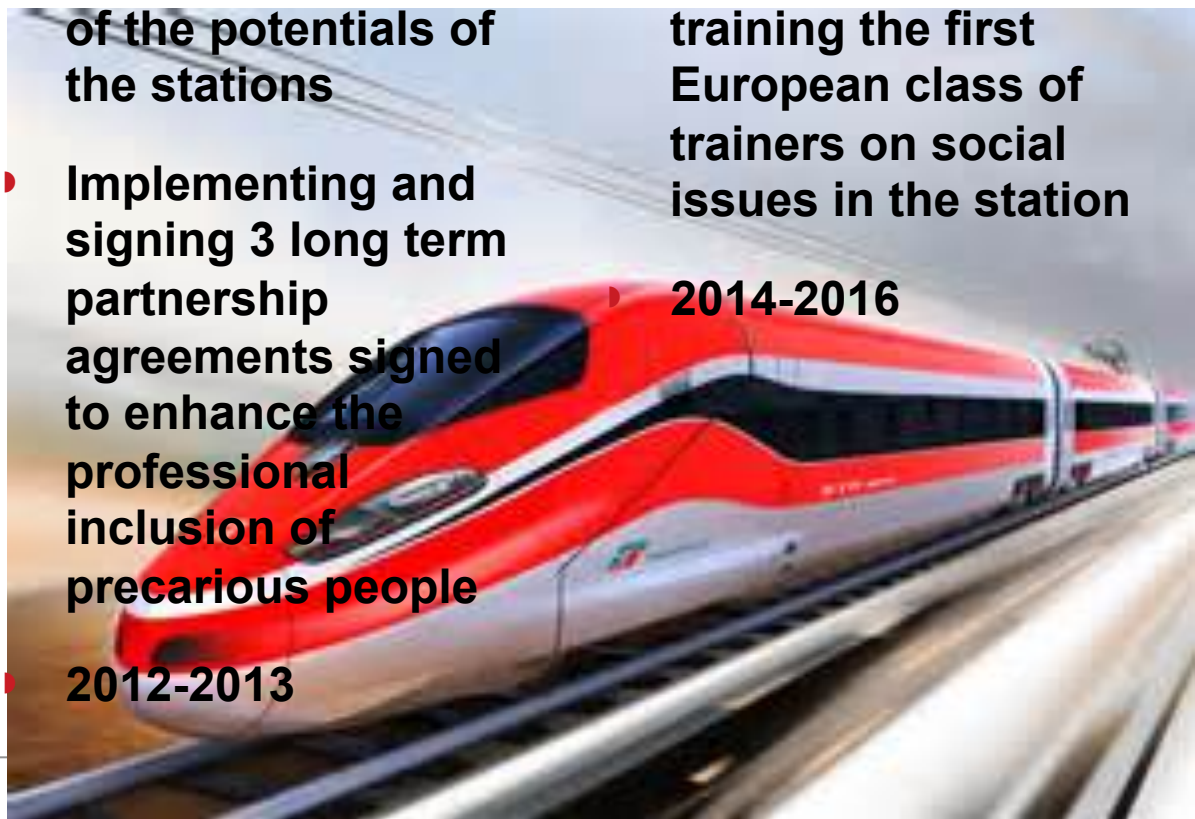 of the potentials of
the stations
Implementing and
signing 3 long term
partnership
agreements signed
to enhance the
professional
inclusion of
precarious people
2012-2013
training the first
European class of
trainers on social
issues in the station
2014-2016